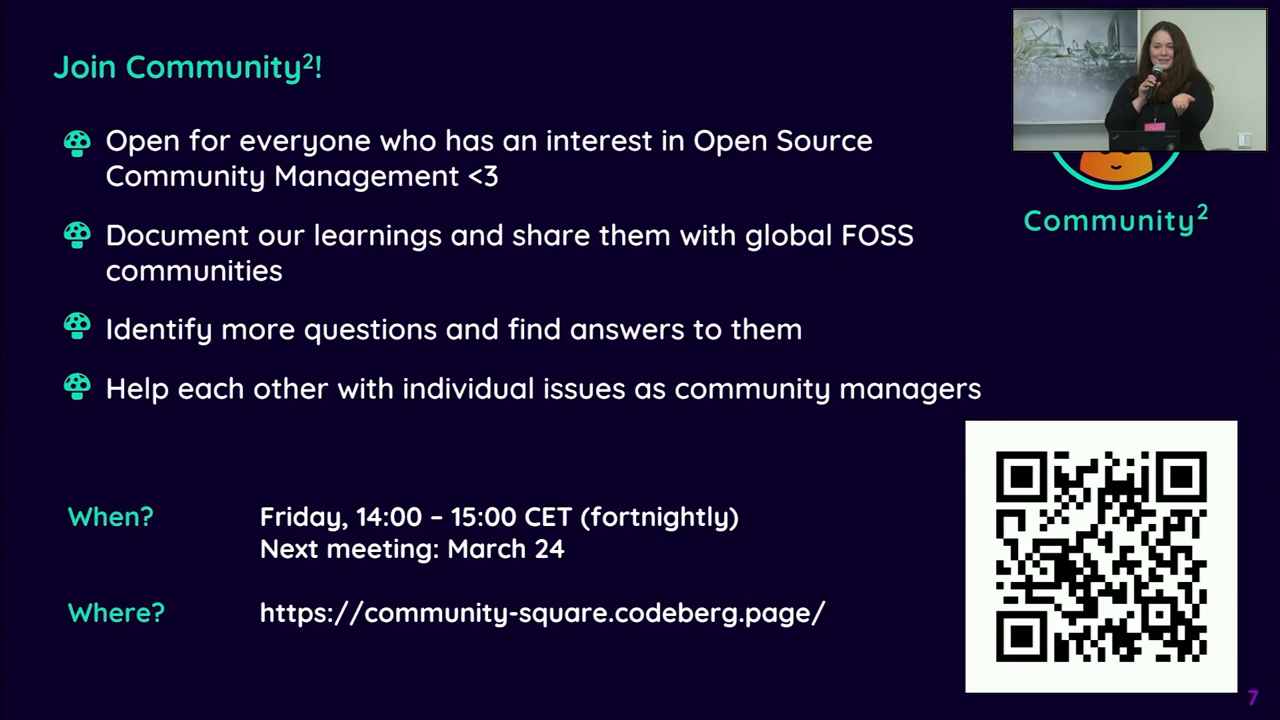 Join Community²!
Open for everyone who has an interest in Open Source
Community Management <3
Community²
Document our learnings and share them with global FOSS
communities
Identify more questions and find answers to them
Help each other with individual issues as community managers
When?
Friday, 14:00 – 15:00 CET (fortnightly)
Next meeting: March 24
Where?
https://community-square.codeberg.page/
7